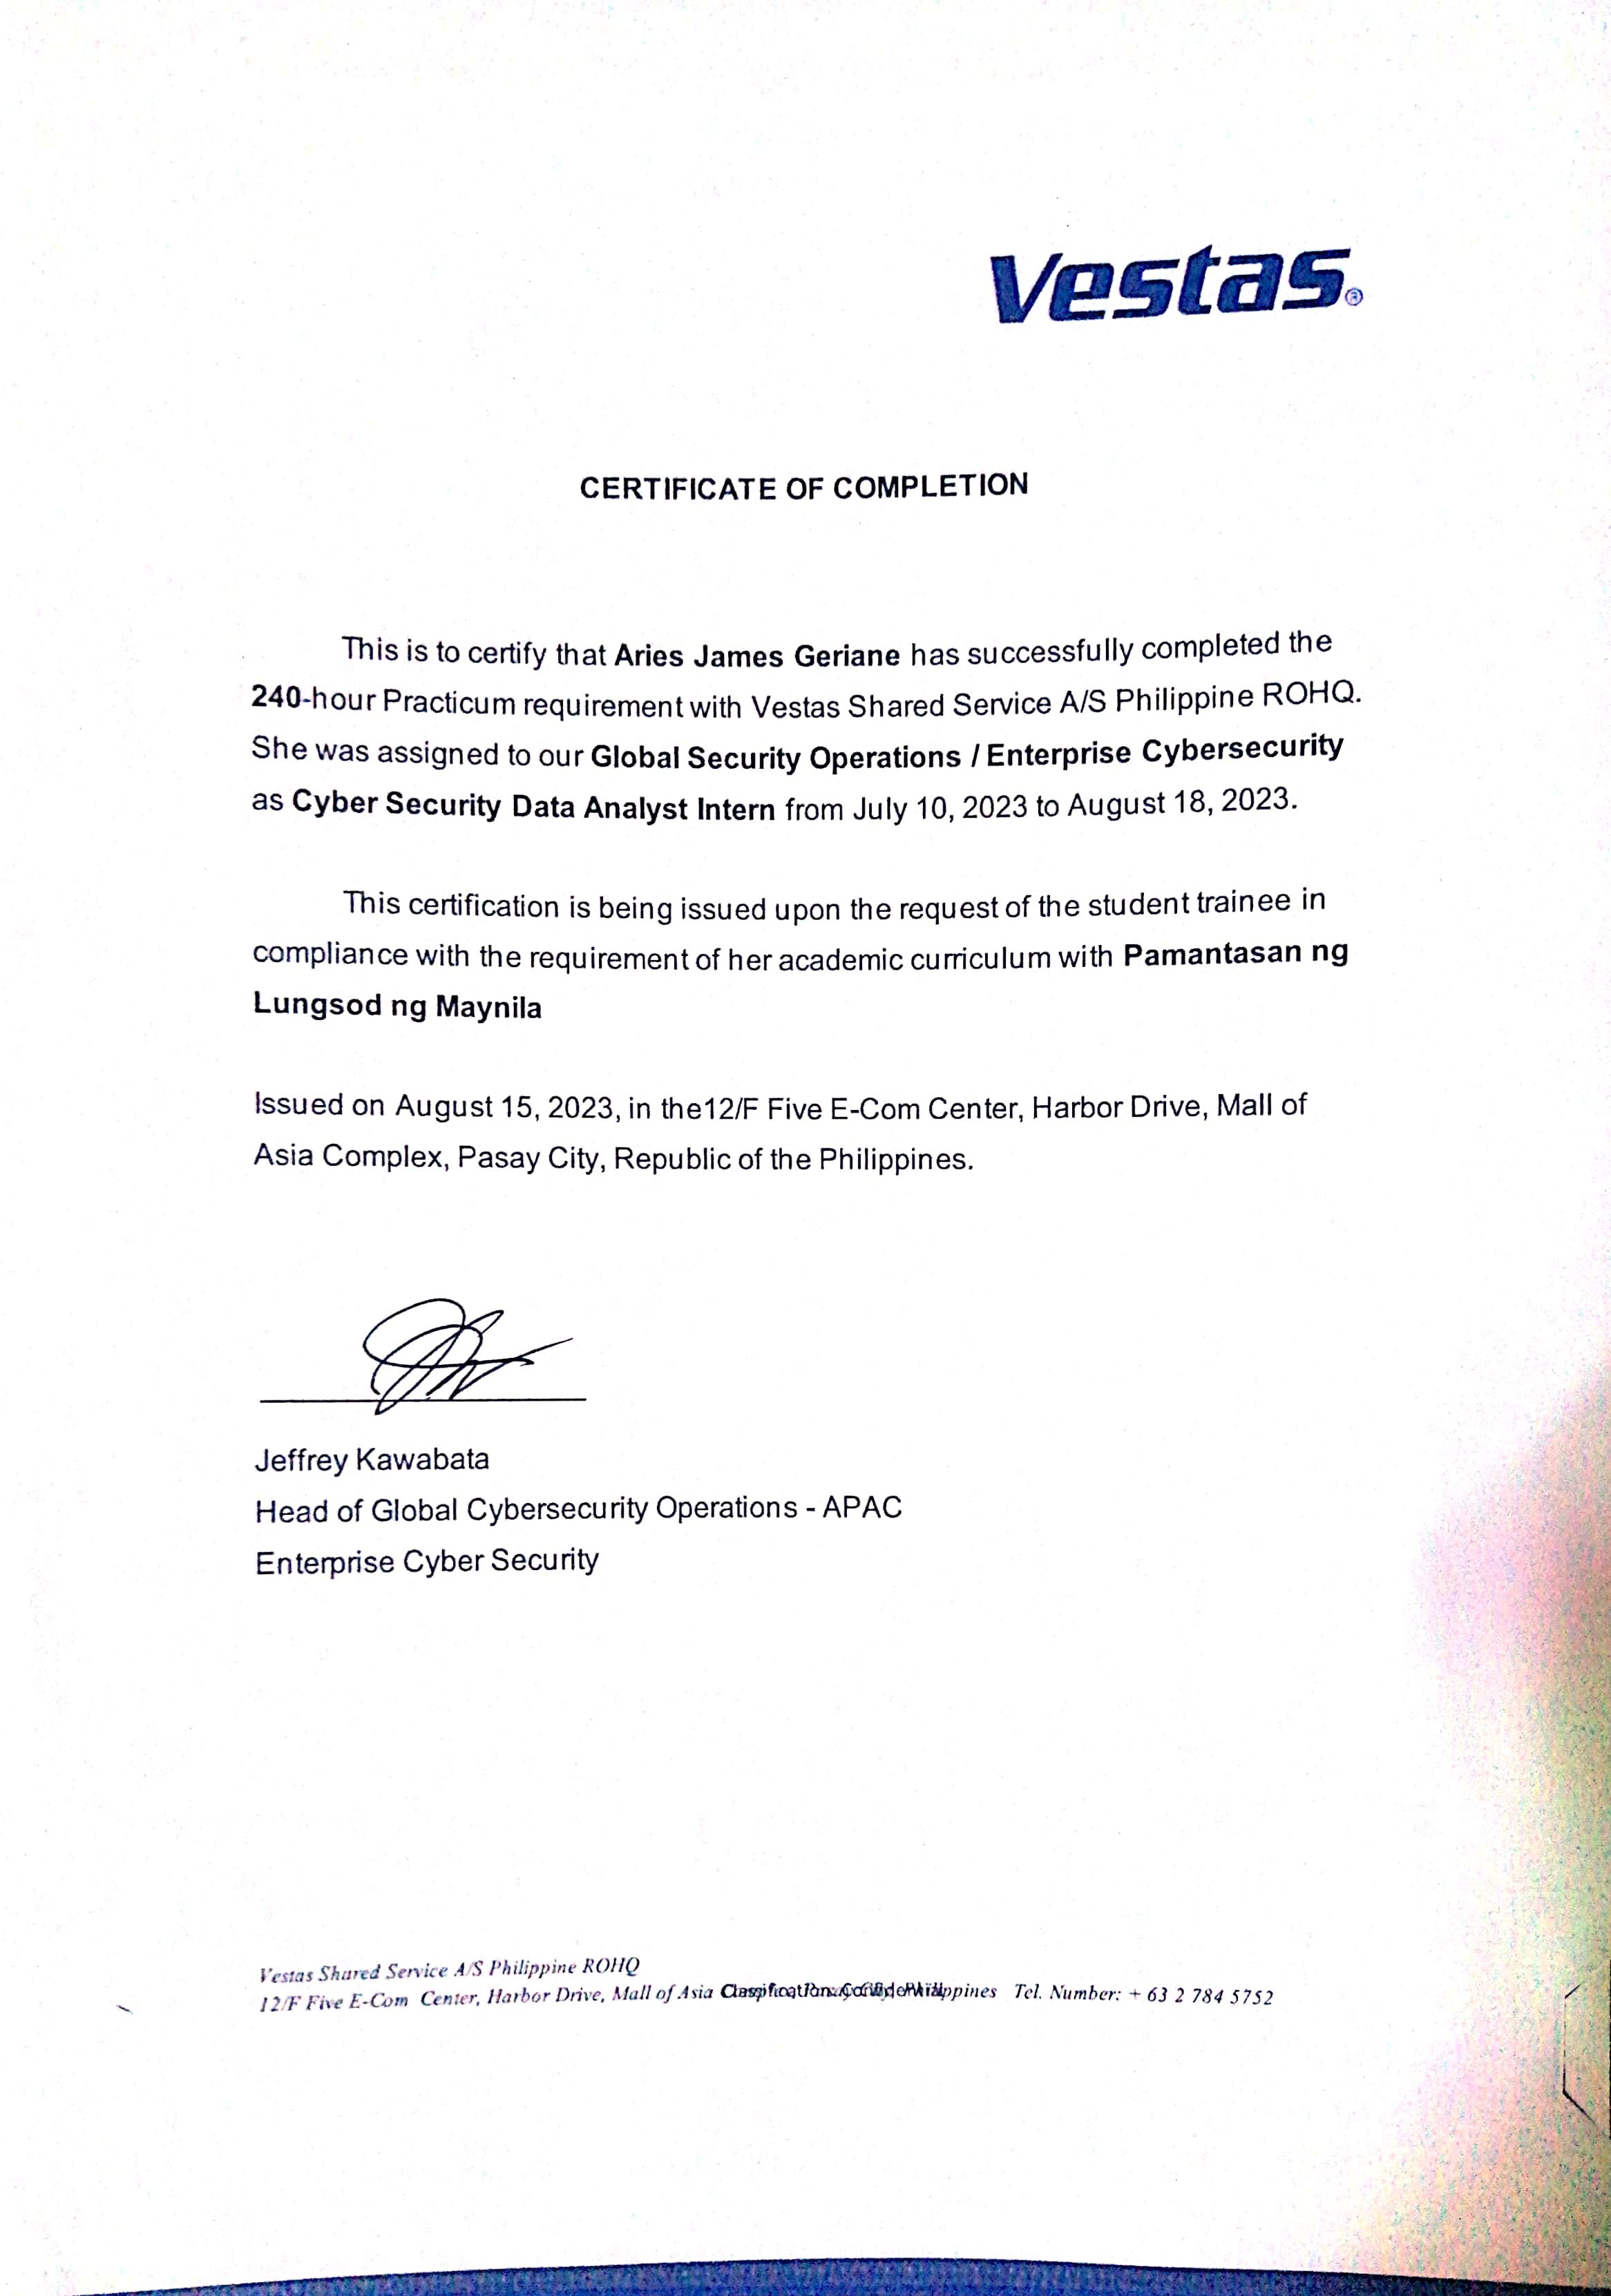 Vestas®
CERTIFICATE OF COMPLETION
This is to certify that Aries James Geriane has successfully completed the
240-hour Practicum requirement with Vestas Shared Service A/S Philippine ROHQ.
She was assigned to our Global Security Operations / Enterprise Cybersecurity
as Cyber Security Data Analyst Intern from July 10, 2023 to August 18, 2023.
This certification is being issued upon the request of the student trainee in
compliance with the requirement of her academic curriculum with Pamantasan ng
Lungsod ng Maynila
Issued on August 15, 2023, in the12/F Five E-Com Center, Harbor Drive, Mall of
Asia Complex, Pasay City, Republic of the Philippines.
Jeffrey Kawabata
Head of Global Cybersecurity Operations - APAC
Enterprise Cyber Security
Vestas Shared Service A/S Philippine ROHQ
12/F Five E-Com Center, Harbor Drive, Mall of Asia Philippines Tel. Number: + 63 2 784 5752
Classification: Confidential